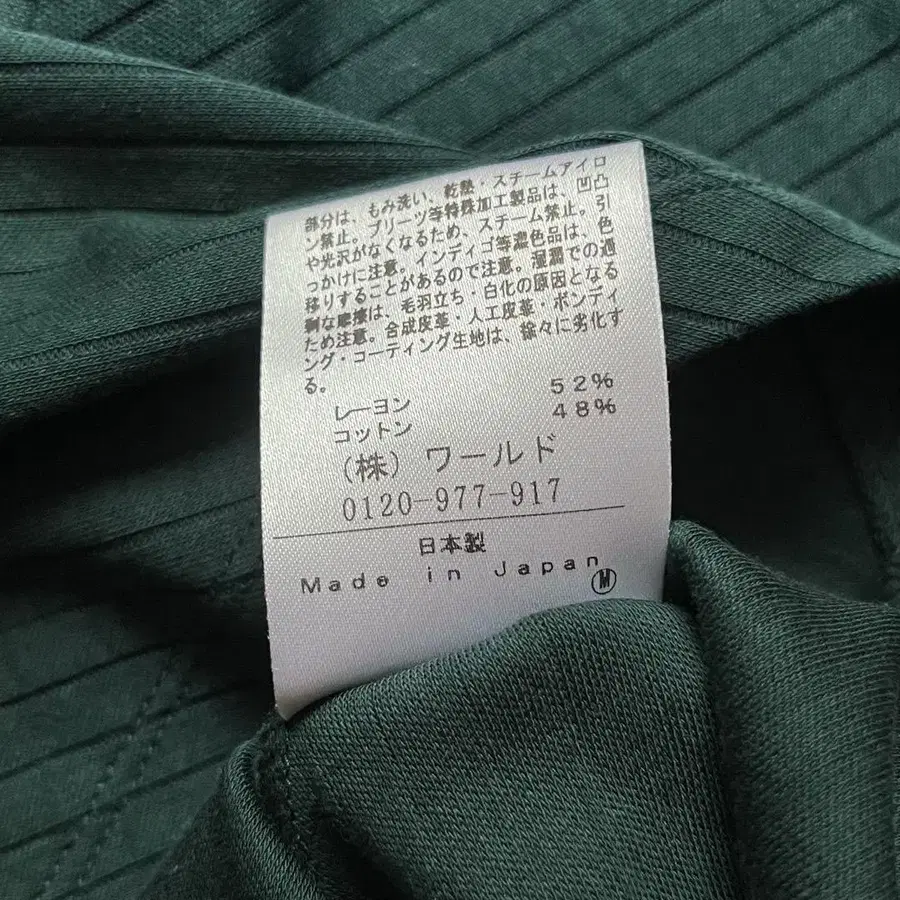 部分は、もみ洗い、乾熱・スチームアイロ
ン禁止。プリーツ等特殊加工製品は、凹凸
や光沢がなくなるため、スチーム禁止。引
っかけに注意。インディゴ等濃色品は、色
移りすることがあるので注意。湿潤での過
剰な摩擦は、毛羽立ち・白化の原因となる
ため注意。合成皮革・人工皮革・ボンディ
ング・コーティング生地は、徐々に劣化す
る。
レーヨン 52%
コットン 48%
(株) ワールド
0120-977-917
日本製
Made in Japan
M